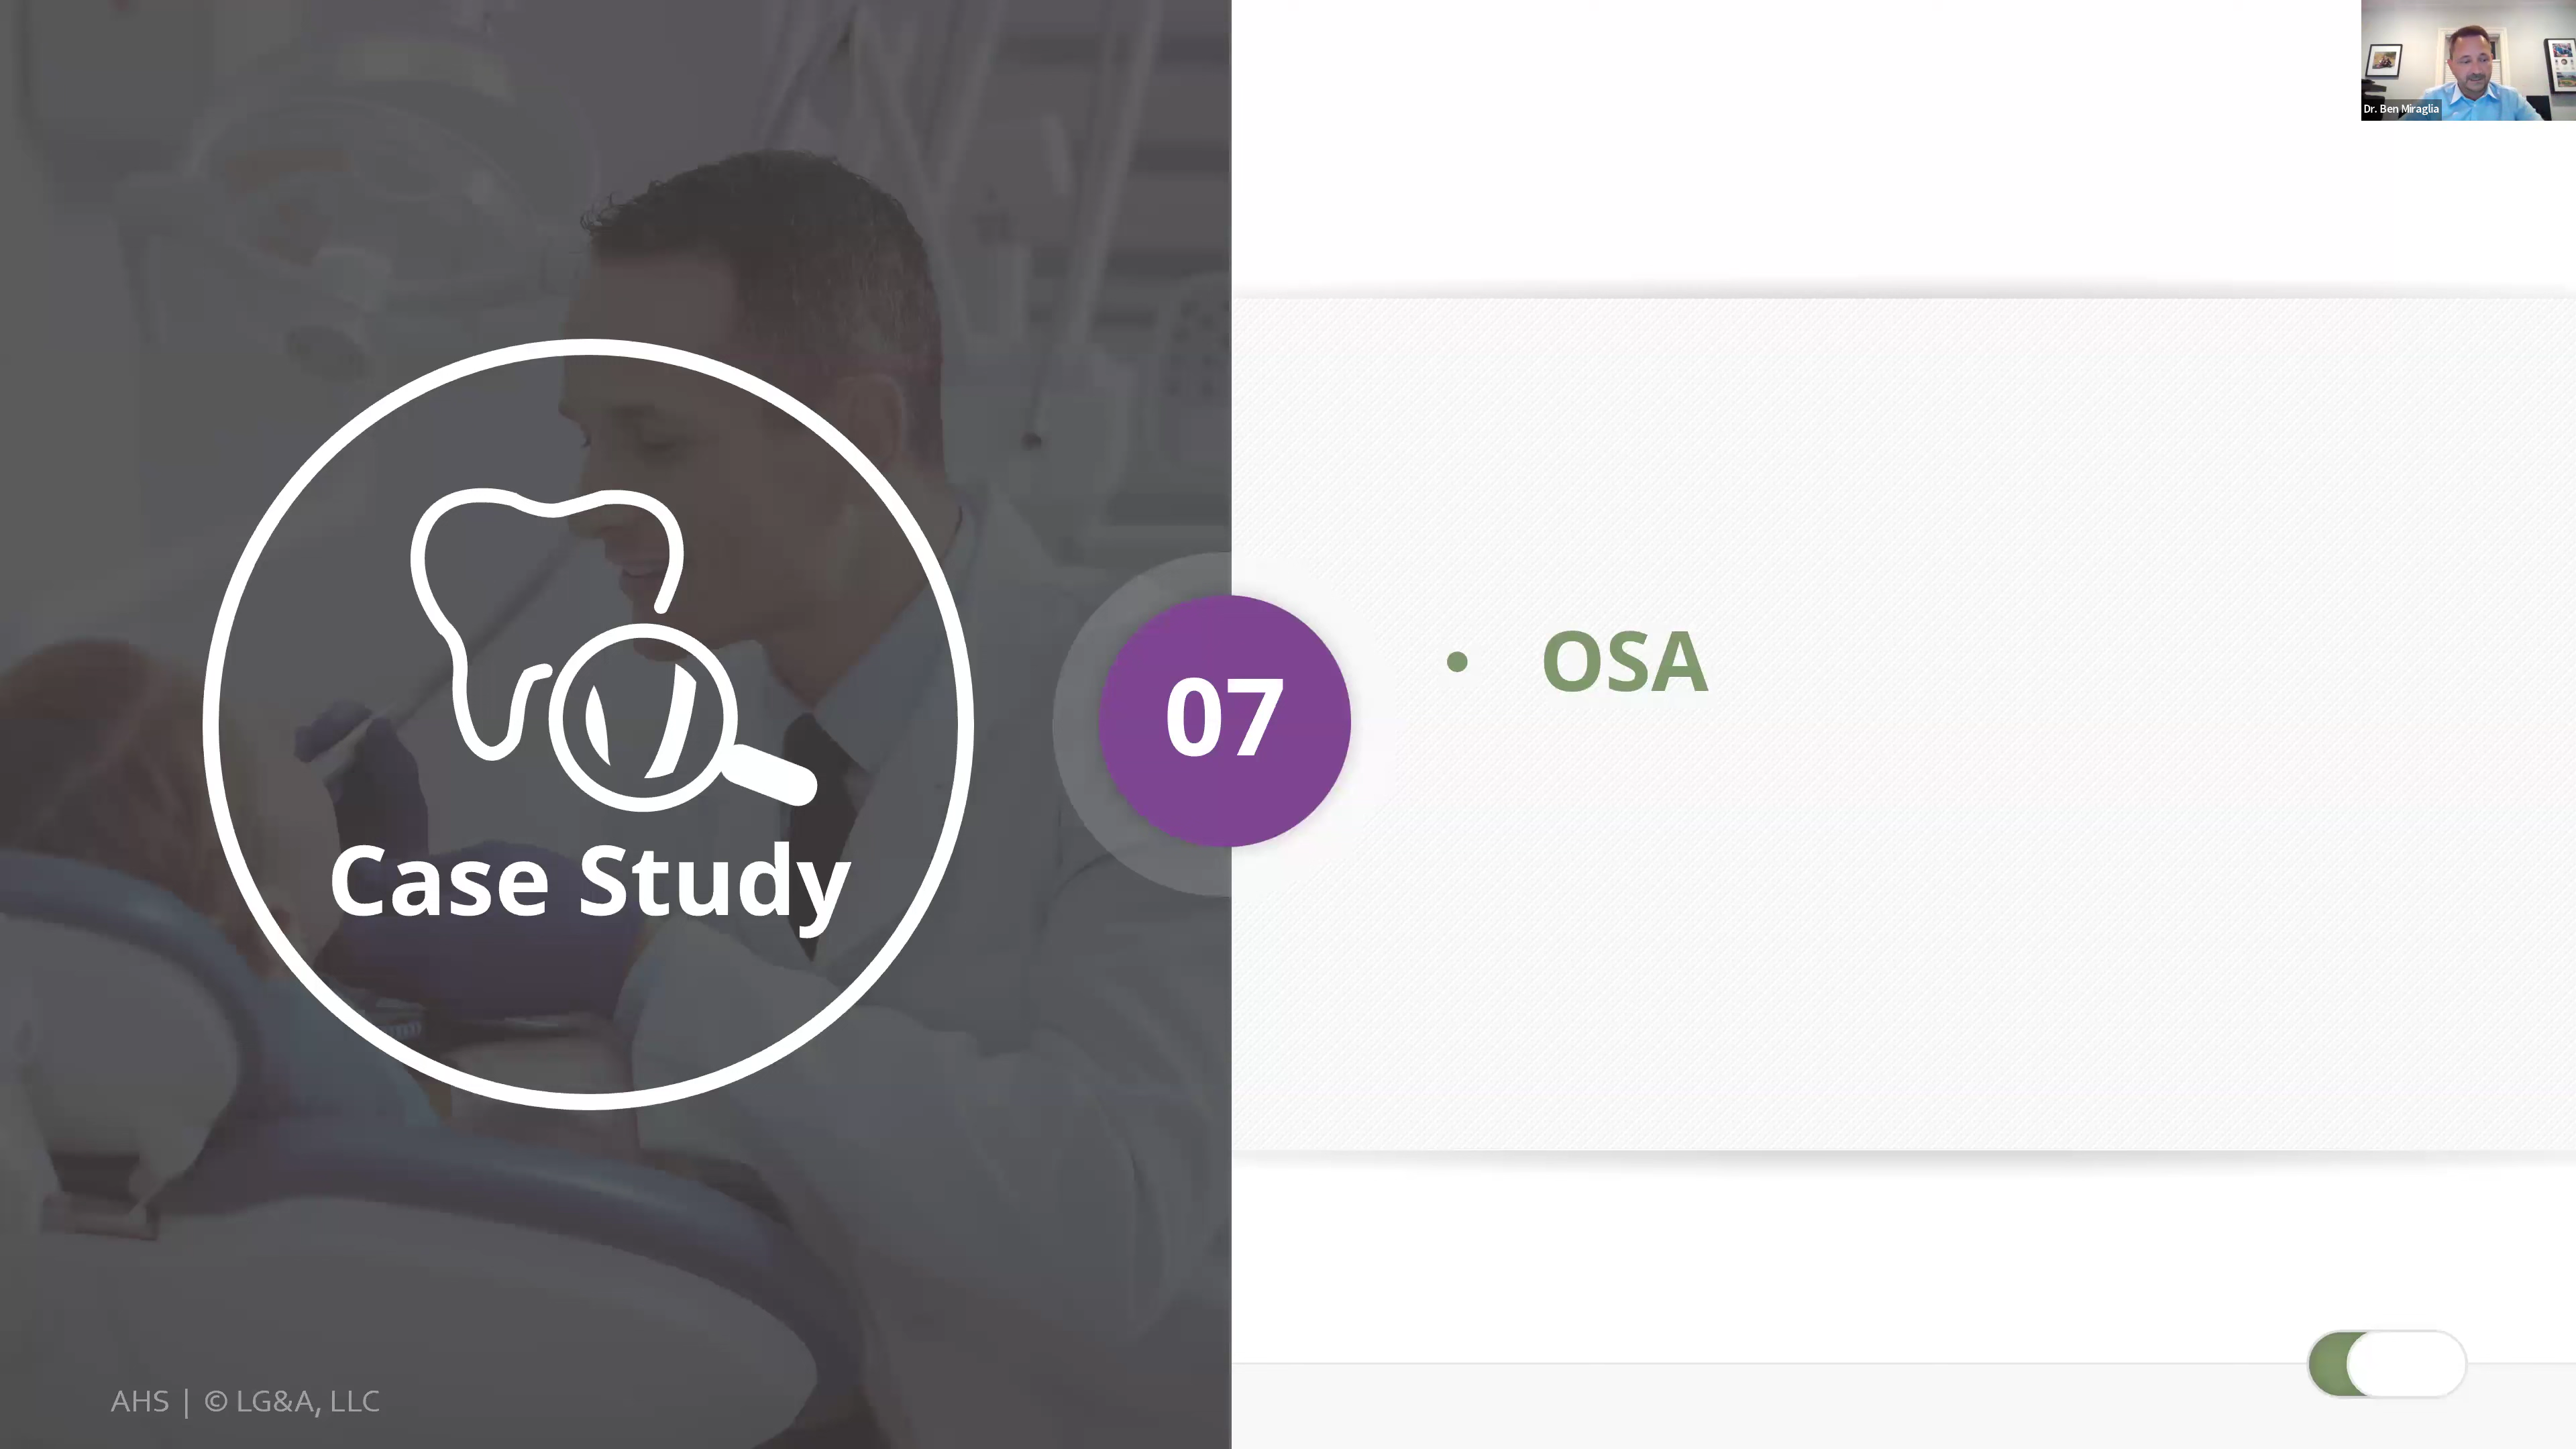 Dr. Ben Miraglia
Case Study
07
• OSA
AHS | © LG&A, LLC